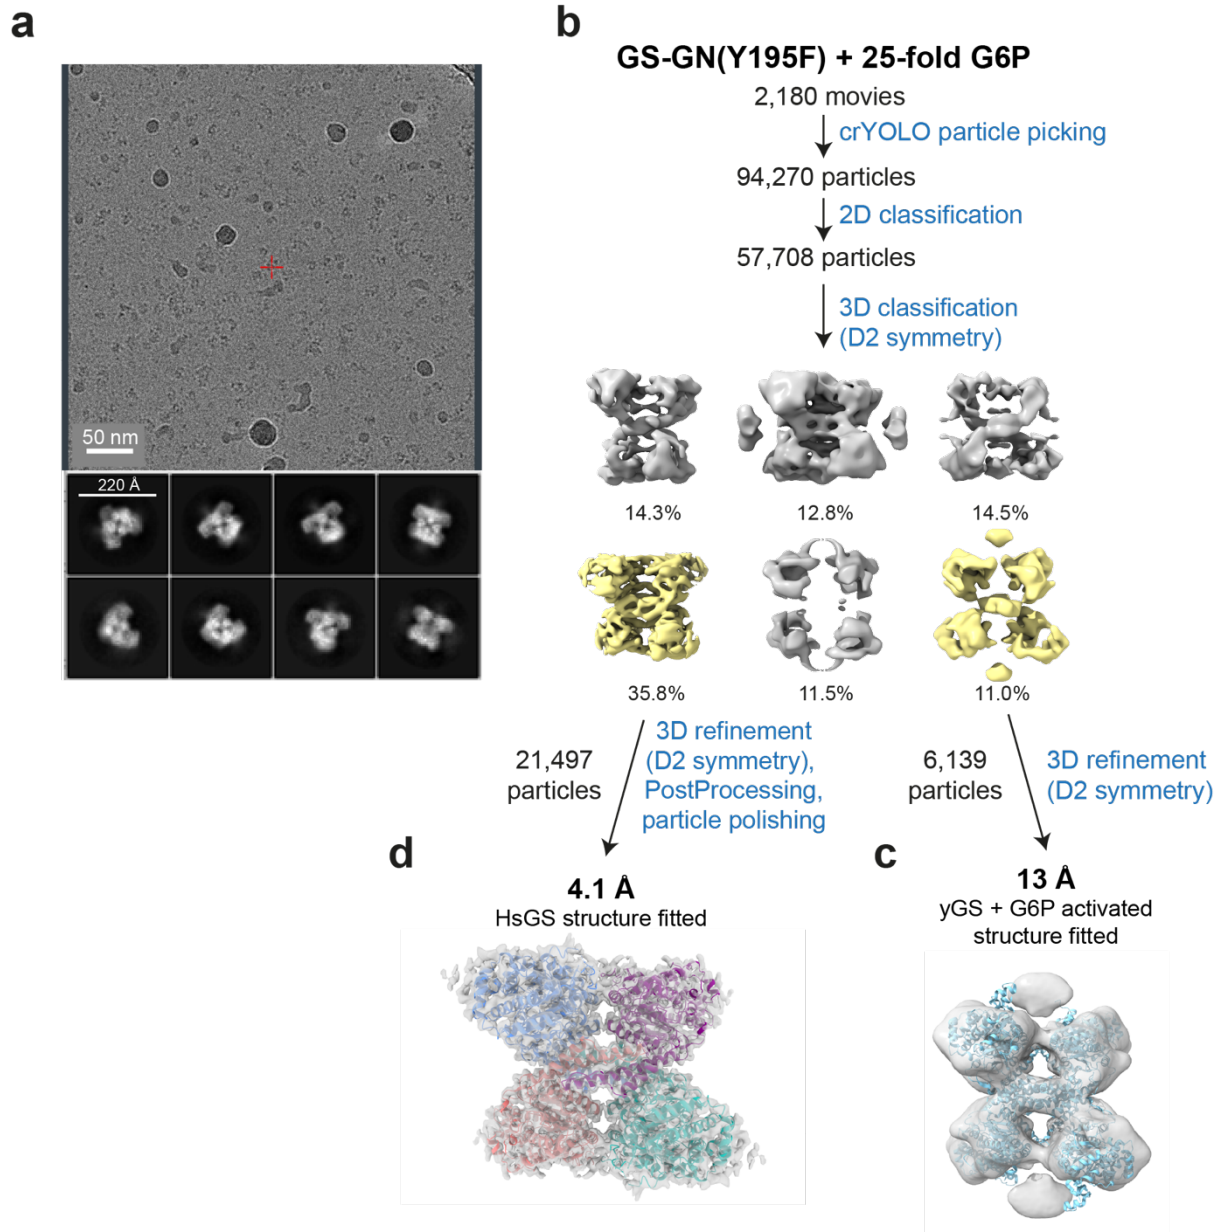 a
50 nm
220 Å
b
GS-GN(Y195F) + 25-fold G6P
2,180 movies
crYOLO particle picking
94,270 particles
2D classification
57,708 particles
3D classification
(D2 symmetry)
14.3%
12.8%
14.5%
35.8%
11.5%
11.0%
21,497
particles
3D refinement
(D2 symmetry),
PostProcessing,
particle polishing
6,139
particles
3D refinement
(D2 symmetry)
d
4.1 Å
HsGS structure fitted
c
13 Å
yGS + G6P activated
structure fitted